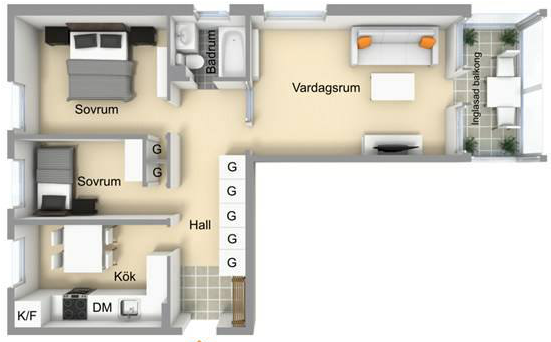 Badrum
Vardagsrum
Inglasad balkong
Sovrum
G
G
Sovrum
G
G
G
G
G
Hall
Kök
K/F
DM